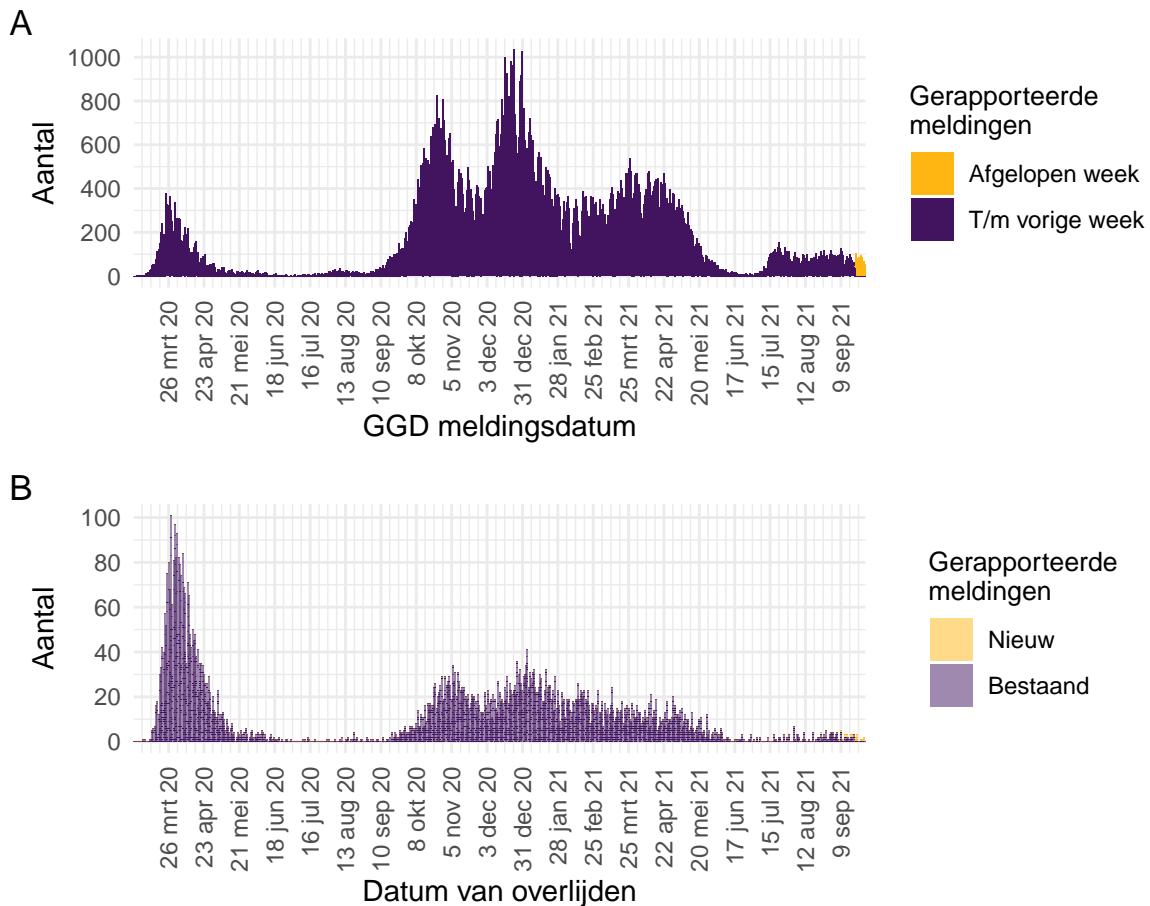 A
Aantal
1000
800
600
400
200
0
26 mrt 20
23 apr 20
21 mei 20
18 jun 20
16 jul 20
13 aug 20
10 sep 20
8 okt 20
5 nov 20
3 dec 20
31 dec 20
28 jan 21
25 feb 21
25 mrt 21
22 apr 21
20 mei 21
17 jun 21
15 jul 21
12 aug 21
9 sep 21
GGD meldingsdatum
Gerapporteerde
meldingen
Afgelopen week
T/m vorige week
B
Aantal
100
80
60
40
20
0
26 mrt 20
23 apr 20
21 mei 20
18 jun 20
16 jul 20
13 aug 20
10 sep 20
8 okt 20
5 nov 20
3 dec 20
31 dec 20
28 jan 21
25 feb 21
25 mrt 21
22 apr 21
20 mei 21
17 jun 21
15 jul 21
12 aug 21
9 sep 21
Datum van overlijden
Gerapporteerde
meldingen
Nieuw
Bestaand